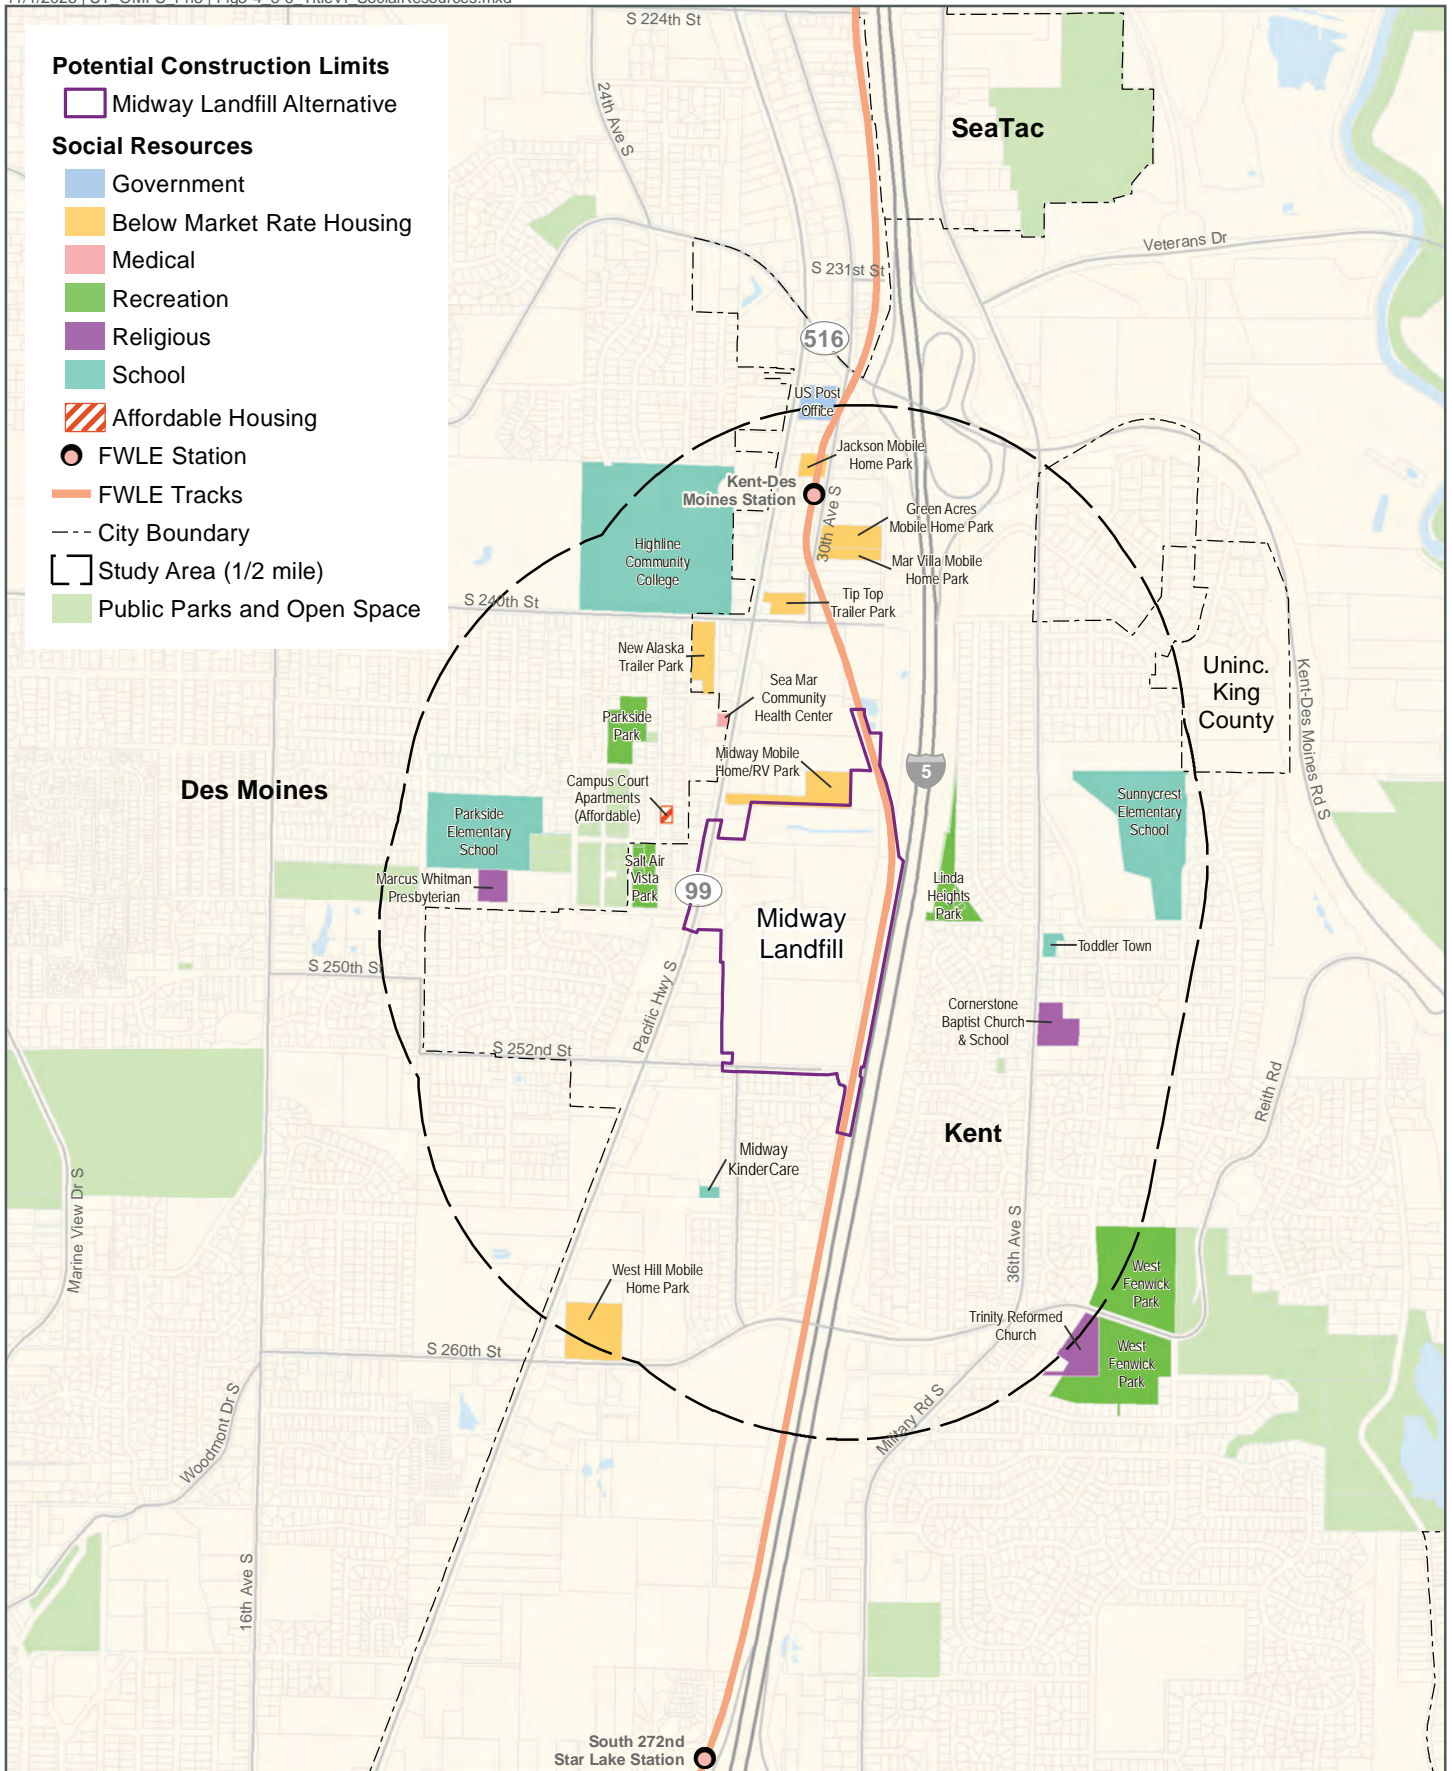 Potential Construction Limits
Midway Landfill Alternative
Social Resources
Government
Below Market Rate Housing
Medical
Recreation
Religious
School
Affordable Housing
FWLE Station
FWLE Tracks
City Boundary
Study Area (1/2 mile)
Public Parks and Open Space
S 224th St
24th Ave S
SeaTac
Veterans Dr
S 231st St
516
US Post
Office
Jackson Mobile
Home Park
Kent-Des
Moines Station
30th Ave S
Green Acres
Mobile Home Park
Mar Villa Mobile
Home Park
Highline
Community
College
S 240th St
Tip Top
Trailer Park
New Alaska
Trailer Park
Sea Mar
Community
Health Center
Uninc.
King
County
Kent-Des Moines Rd S
Parkside
Park
Midway Mobile
Home/RV Park
5
Des Moines
Campus Court
Apartments
(Affordable)
Parkside
Elementary
School
Sunnycrest
Elementary
School
Marcus Whitman
Presbyterian
Salt Air
Vista
Park
99
Linda
Heights
Park
Midway
Landfill
Toddler Town
S 250th St
Pacific Hwy S
Cornerstone
Baptist Church
& School
S 252nd St
Reith Rd
Kent
Midway
KinderCare
Marine View Dr S
36th Ave S
West Hill Mobile
Home Park
West
Fenwick
Park
Trinity Reformed
Church
West
Fenwick
Park
S 260th St
Woodmont Dr S
Military Rd S
16th Ave S
South 272nd
Star Lake Station